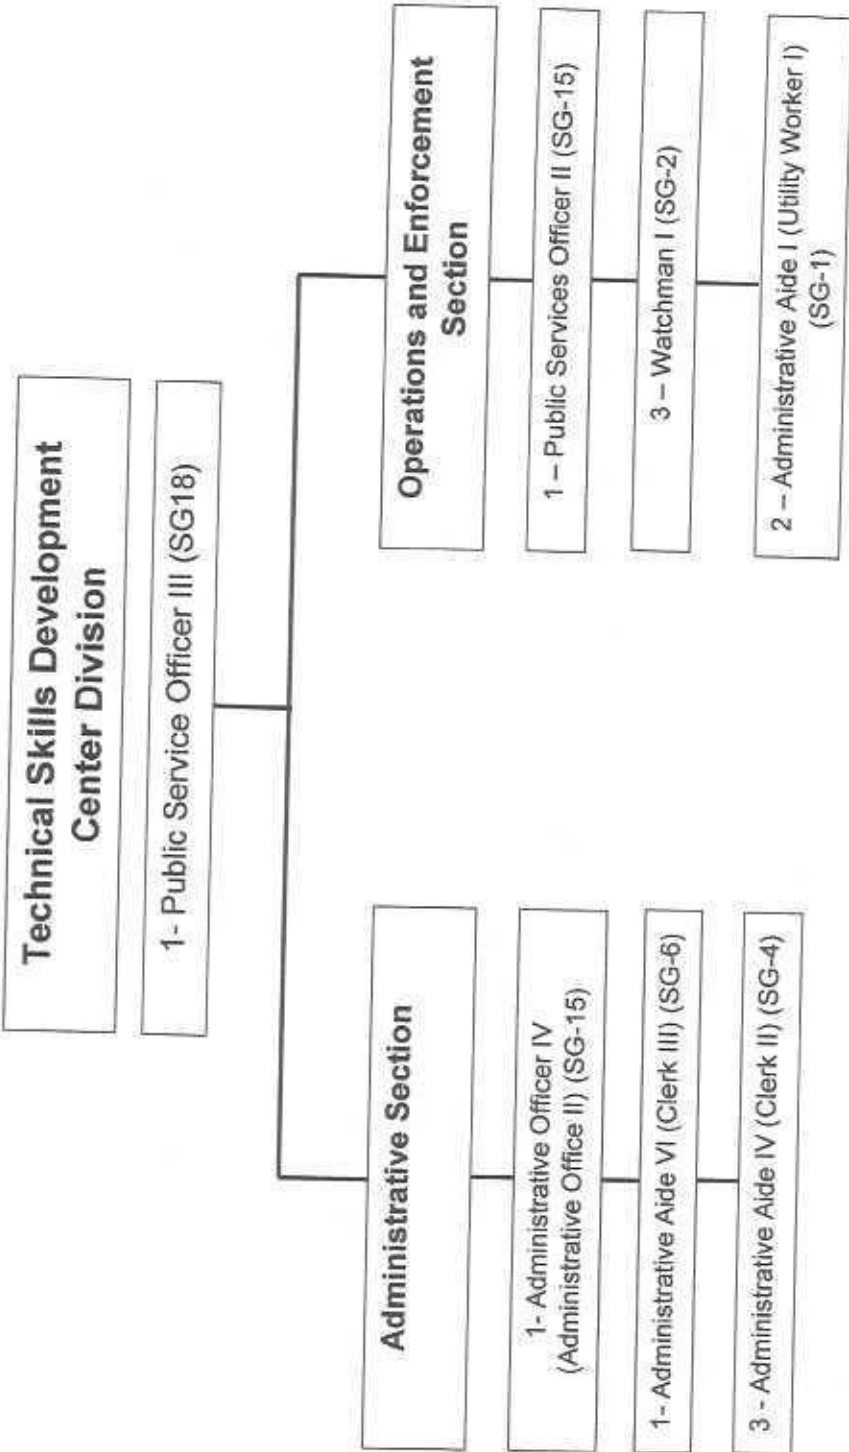 Technical Skills Development
Center Division
1- Public Service Officer III (SG18)
Administrative Section
1- Administrative Officer IV
(Administrative Office II) (SG-15)
1- Administrative Aide VI (Clerk III) (SG-6)
3 - Administrative Aide IV (Clerk II) (SG-4)
Operations and Enforcement
Section
1 – Public Services Officer II (SG-15)
3 – Watchman I (SG-2)
2 – Administrative Aide I (Utility Worker I)
(SG-1)